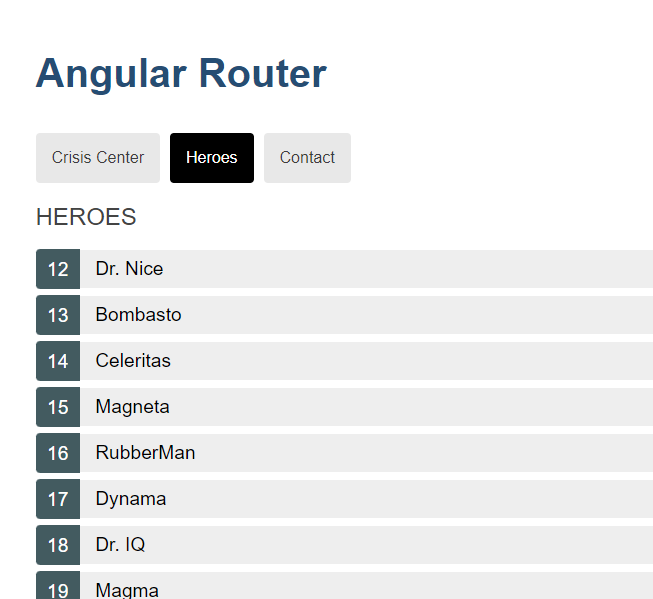 Angular Router
Crisis Center Heroes Contact
HEROES
12 Dr. Nice
13 Bombasto
14 Celeritas
15 Magneta
16 RubberMan
17 Dynama
18 Dr. IQ
19 Magma